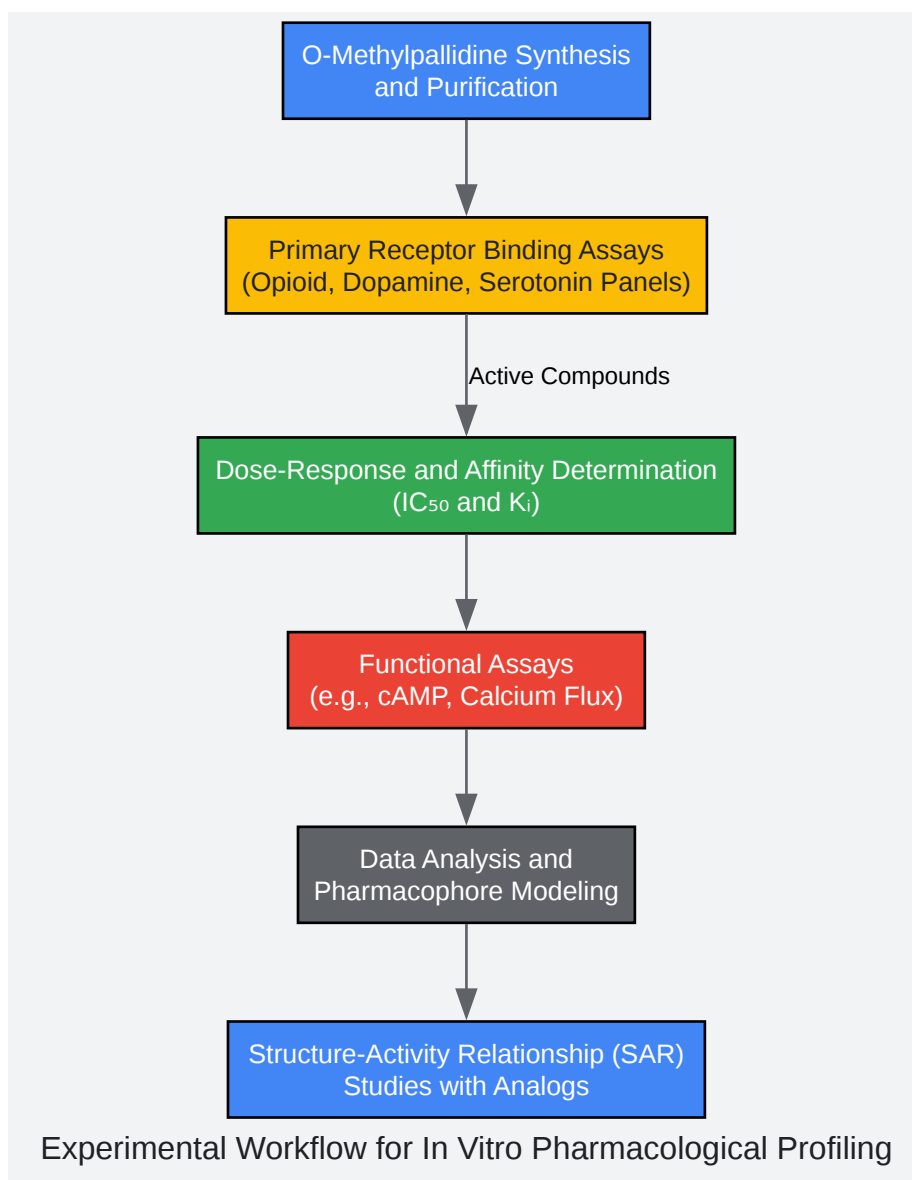 O-Methylpallidine Synthesis
and Purification
Primary Receptor Binding Assays
(Opioid, Dopamine, Serotonin Panels)
Active Compounds
Dose-Response and Affinity Determination
(IC₅₀ and Kᵢ)
Functional Assays
(e.g., cAMP, Calcium Flux)
Data Analysis and
Pharmacophore Modeling
Structure-Activity Relationship (SAR)
Studies with Analogs
Experimental Workflow for In Vitro Pharmacological Profiling